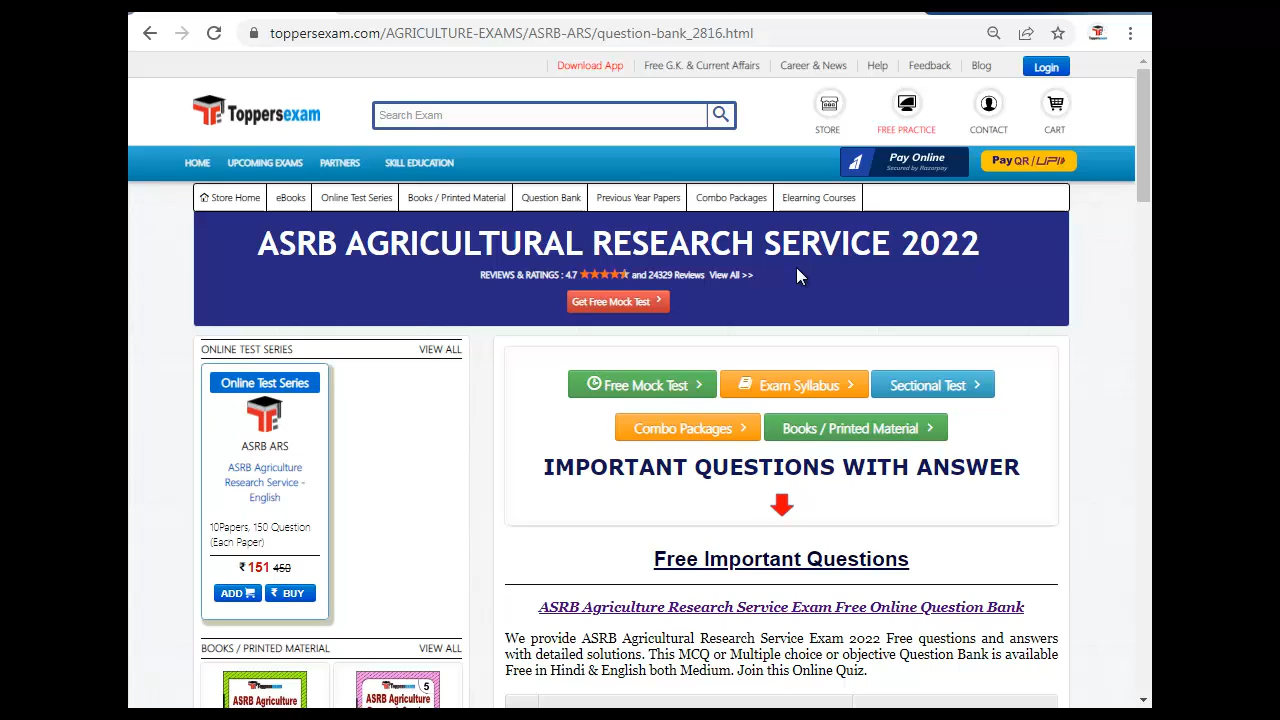 toppersexam.com/AGRICULTURE-EXAMS/ASRB-ARS/question-bank_2816.html
Download App
Free G.K. & Current Affairs
Career & News
Help
Feedback
Blog
Login
Toppersexam
Search Exam
STORE
FREE PRACTICE
CONTACT
CART
HOME
UPCOMING EXAMS
PARTNERS
SKILL EDUCATION
Pay Online
Secured by Razorpay
Pay QR / UPI
Store Home
eBooks
Online Test Series
Books / Printed Material
Question Bank
Previous Year Papers
Combo Packages
Elearning Courses
ASRB AGRICULTURAL RESEARCH SERVICE 2022
REVIEWS & RATINGS : 4.7 and 24329 Reviews View All >>
Get Free Mock Test
ONLINE TEST SERIES
VIEW ALL
Online Test Series
ASRB ARS
ASRB Agriculture
Research Service -
English
10Papers, 150 Question
(Each Paper)
₹ 151 450
ADD
₹ BUY
BOOKS / PRINTED MATERIAL
VIEW ALL
Toppersexam
ASRB Agriculture
Toppersexam
5
ASRB Agriculture
Free Mock Test
Exam Syllabus
Sectional Test
Combo Packages
Books / Printed Material
IMPORTANT QUESTIONS WITH ANSWER
Free Important Questions
ASRB Agriculture Research Service Exam Free Online Question Bank
We provide ASRB Agricultural Research Service Exam 2022 Free questions and answers
with detailed solutions. This MCQ or Multiple choice or objective Question Bank is available
Free in Hindi & English both Medium. Join this Online Quiz.